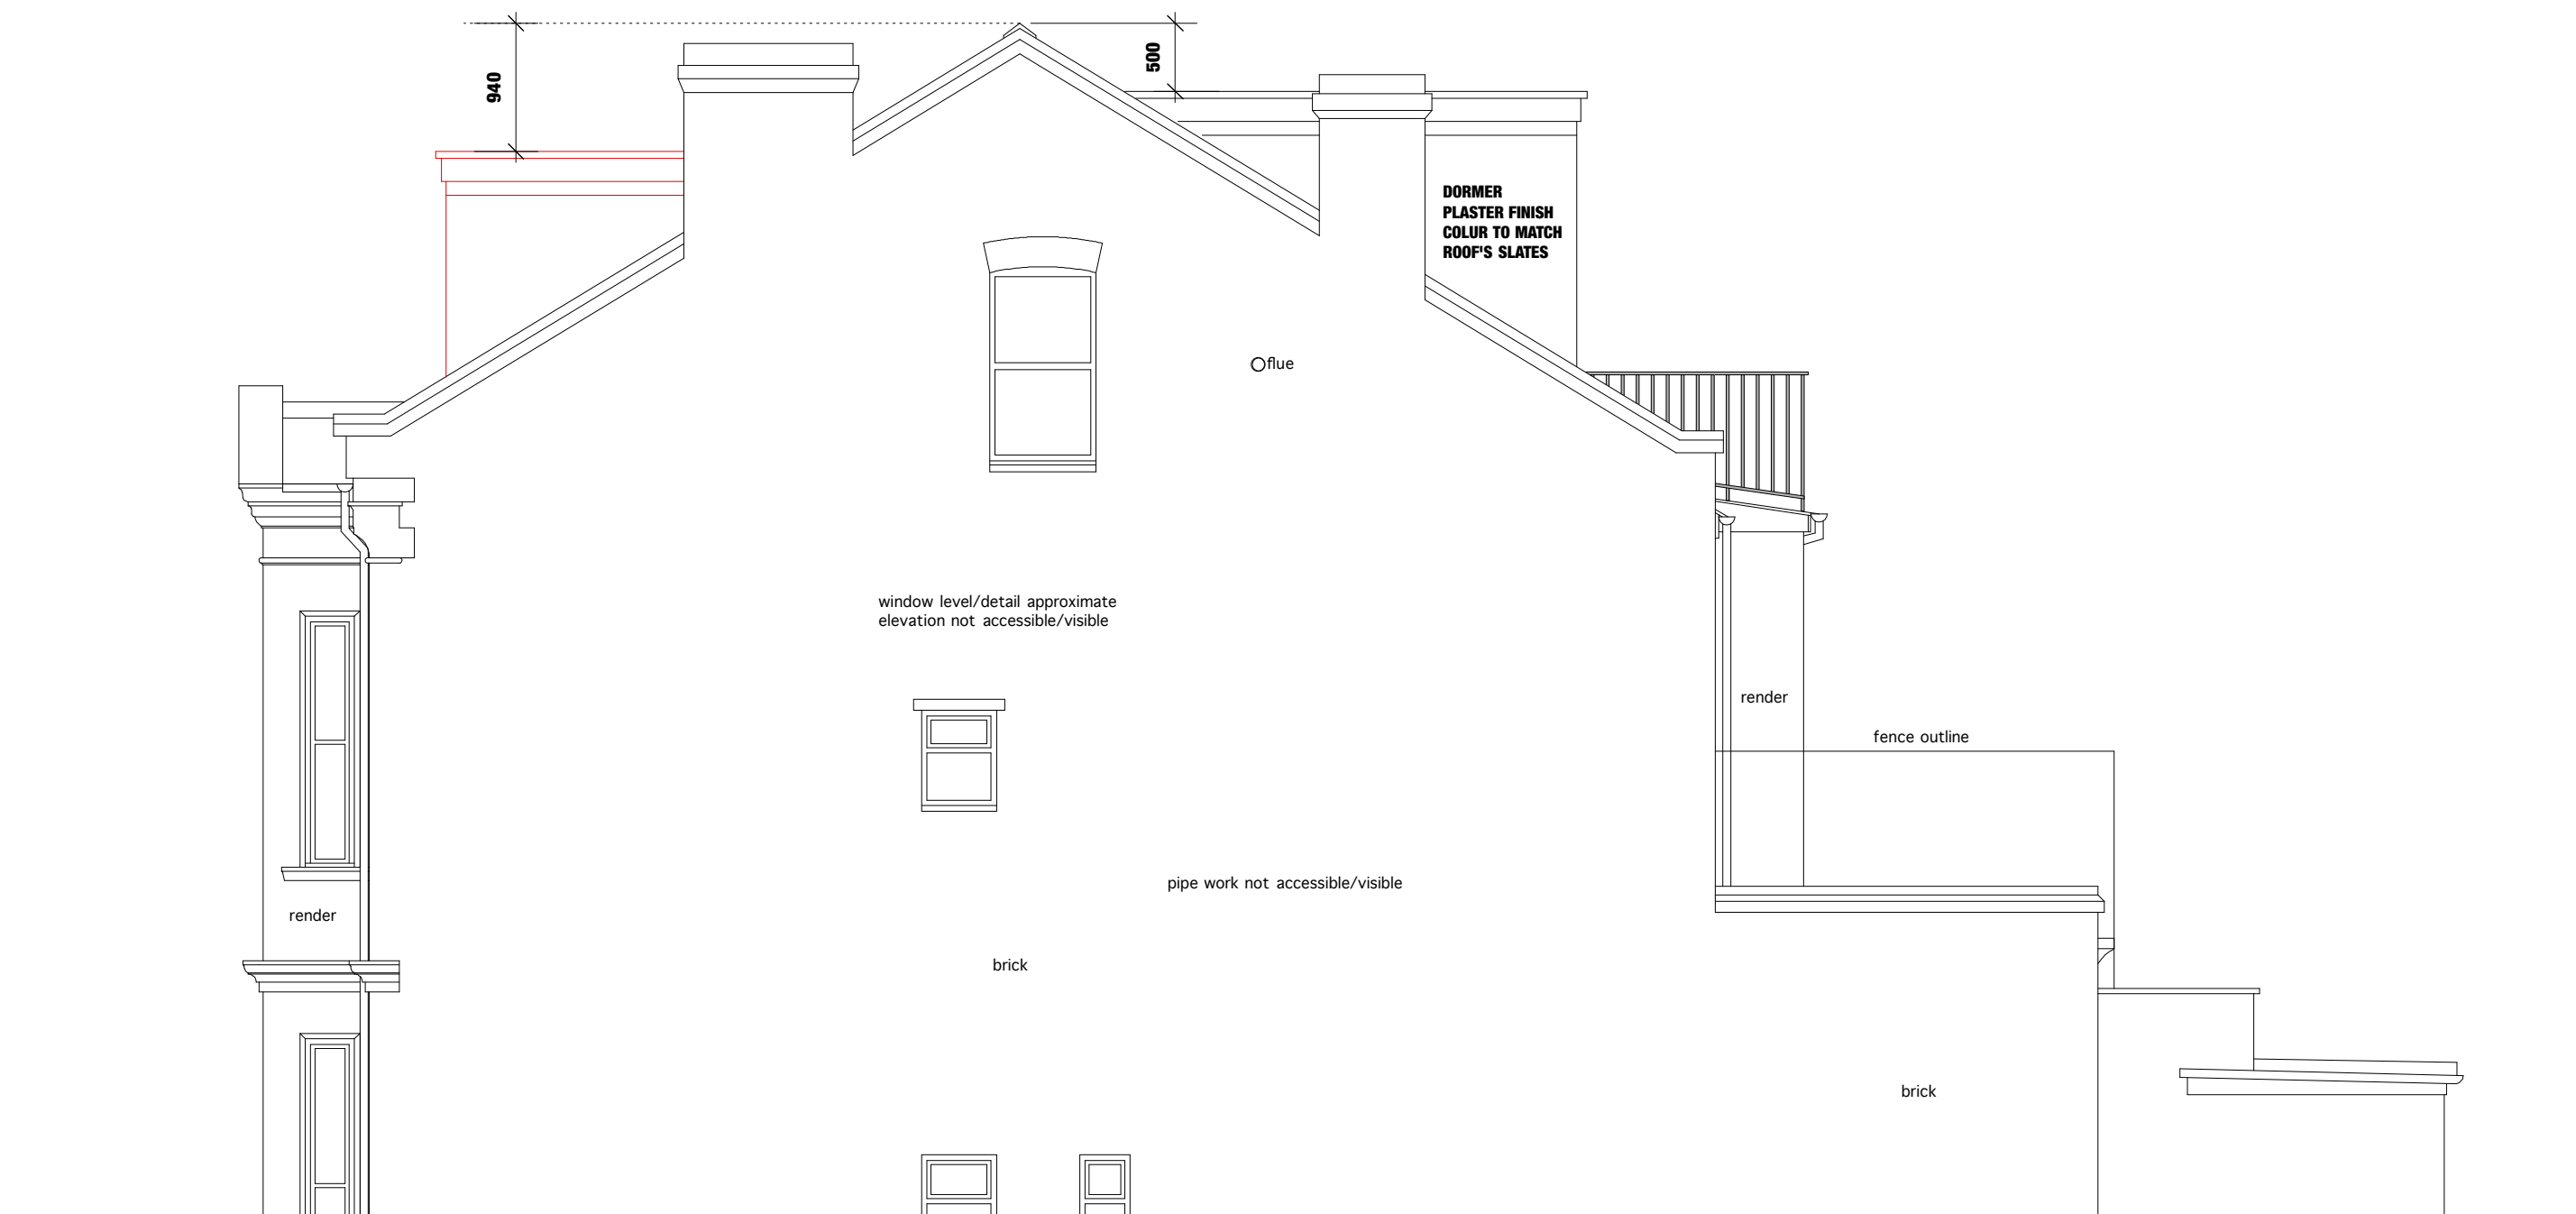 940
500
DORMER
PLASTER FINISH
COLUR TO MATCH
ROOF'S SLATES
flue
window level/detail approximate
elevation not accessible/visible
render
fence outline
pipe work not accessible/visible
render
brick
brick